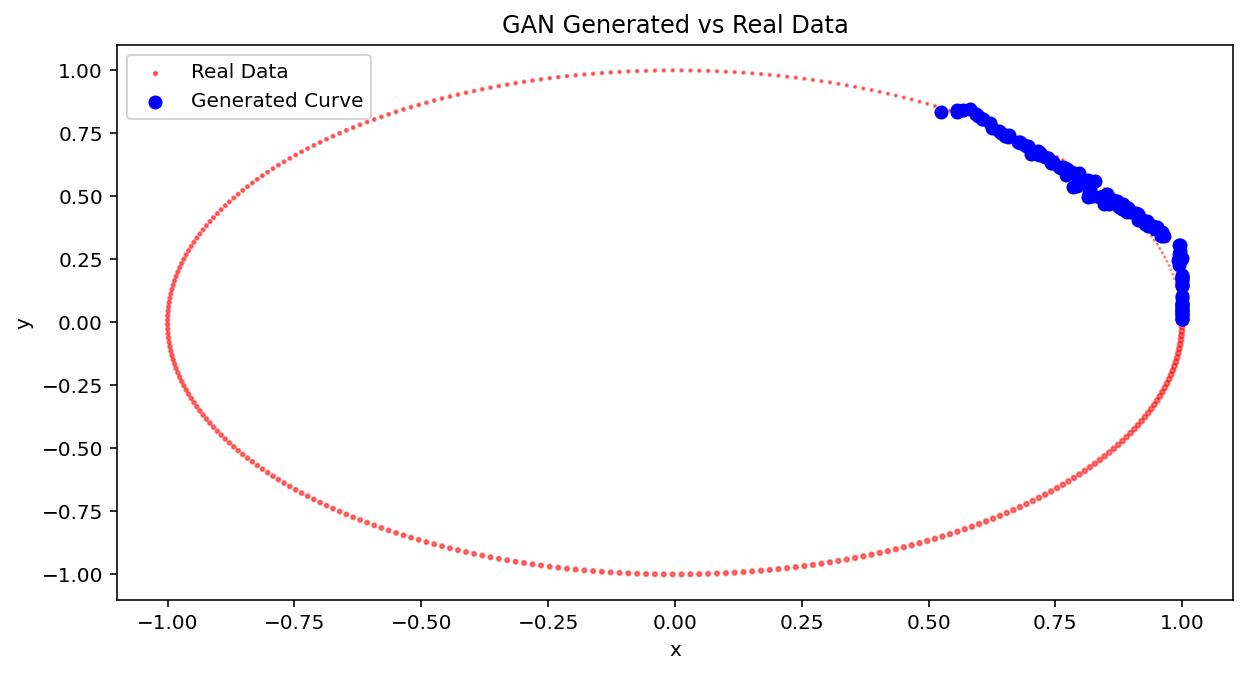 GAN Generated vs Real Data
Real Data
Generated Curve
1.00
0.75
0.50
0.25
0.00
−0.25
−0.50
−0.75
−1.00
y
−1.00 −0.75 −0.50 −0.25 0.00 0.25 0.50 0.75 1.00
x